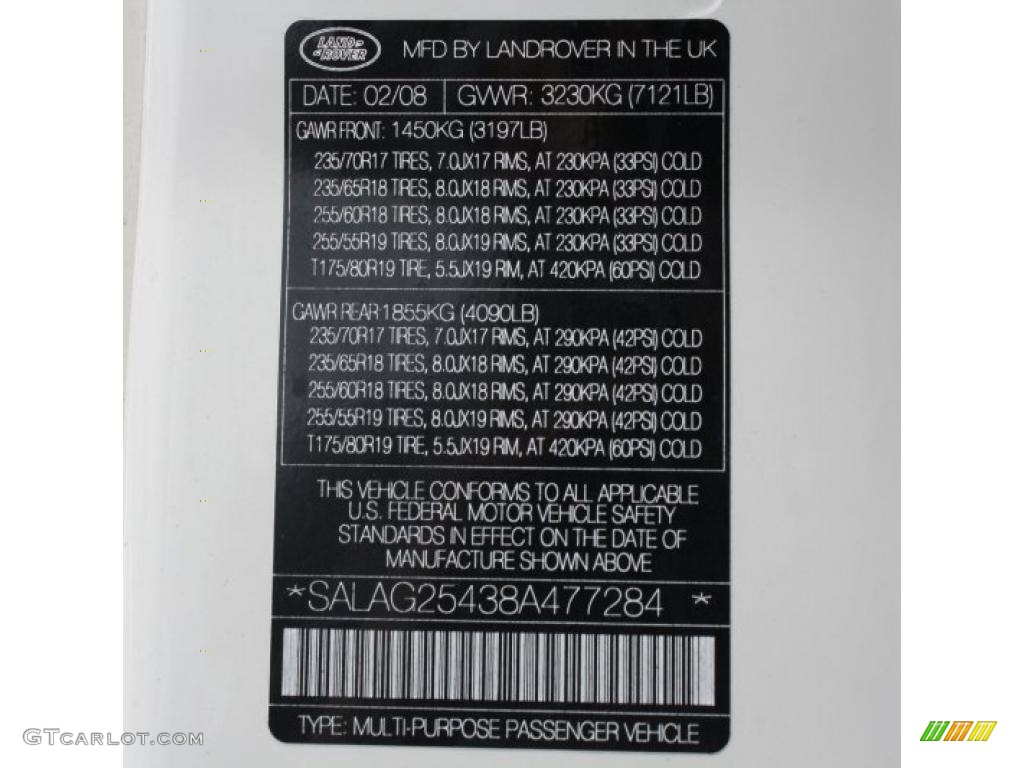 LAND-
-ROVER
MFD BY LANDROVER IN THE UK
DATE: 02/08 GVWR: 3230KG (7121LB)
GAWR FRONT: 1450KG (3197LB)
235/70R17 TIRES, 7.0JX17 RIMS, AT 230KPA (33PSI) COLD
235/65R18 TIRES, 8.0JX18 RIMS, AT 230KPA (33PSI) COLD
255/60R18 TIRES, 8.0JX18 RIMS, AT 230KPA (33PSI) COLD
255/55R19 TIRES, 8.0JX19 RIMS, AT 230KPA (33PSI) COLD
T175/80R19 TIRE, 5.5JX19 RIM, AT 420KPA (60PSI) COLD
GAWR REAR 1855KG (4090LB)
235/70R17 TIRES, 7.0JX17 RIMS, AT 290KPA (42PSI) COLD
235/65R18 TIRES, 8.0JX18 RIMS, AT 290KPA (42PSI) COLD
255/60R18 TIRES, 8.0JX18 RIMS, AT 290KPA (42PSI) COLD
255/55R19 TIRES, 8.0JX19 RIMS, AT 290KPA (42PSI) COLD
T175/80R19 TIRE, 5.5JX19 RIM, AT 420KPA (60PSI) COLD
THIS VEHICLE CONFORMS TO ALL APPLICABLE
U.S. FEDERAL MOTOR VEHICLE SAFETY
STANDARDS IN EFFECT ON THE DATE OF
MANUFACTURE SHOWN ABOVE
*SALAG25438A477284 *
TYPE: MULTI-PURPOSE PASSENGER VEHICLE
GTCARLOT.COM